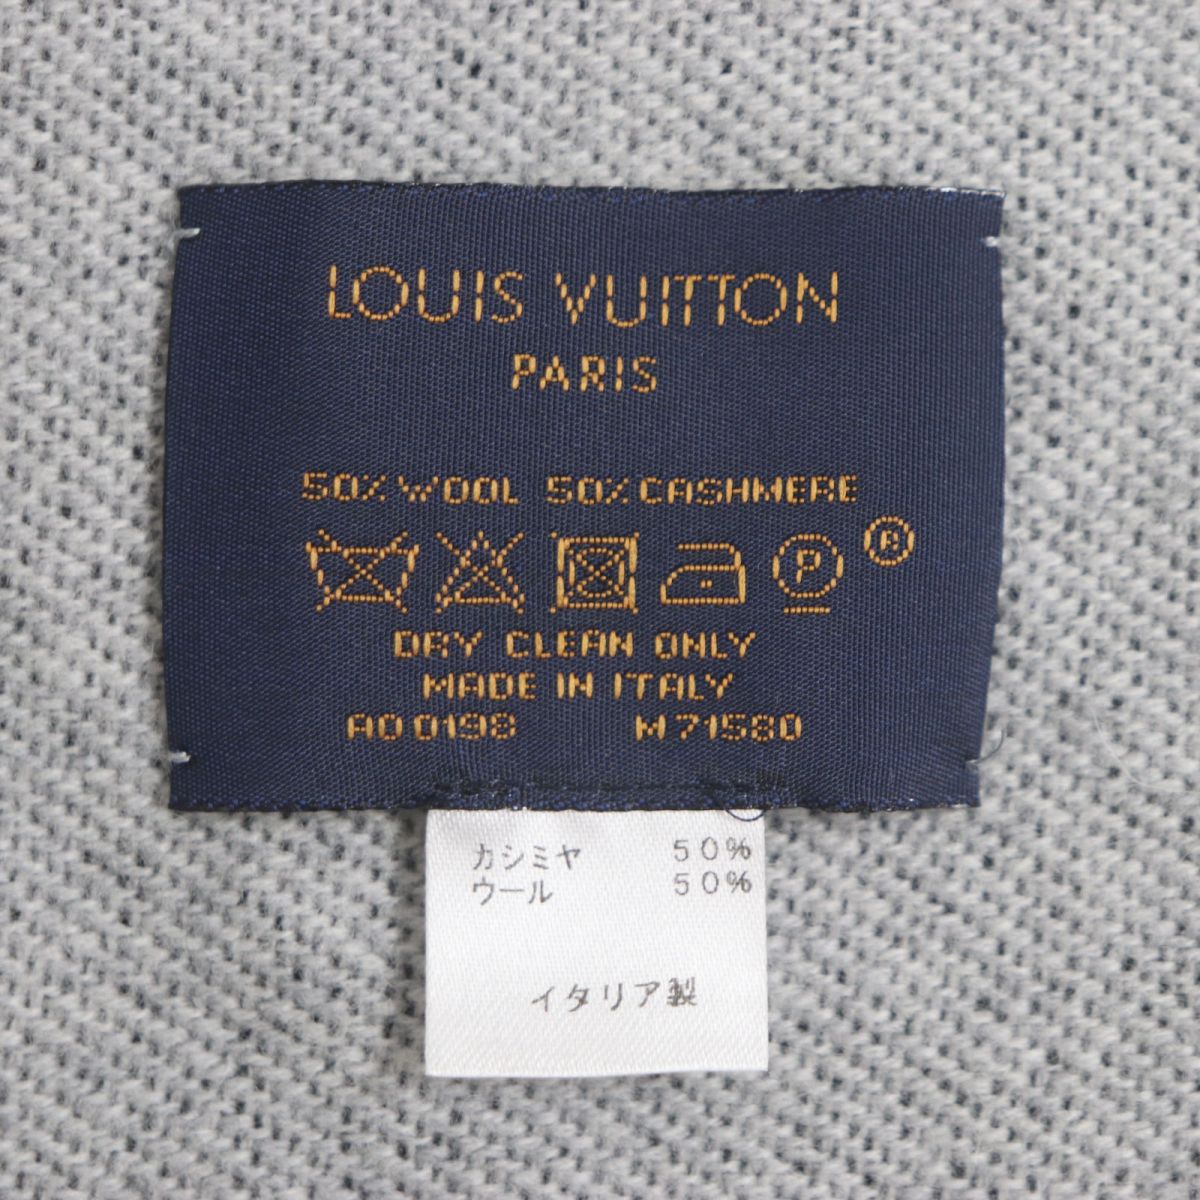 LOUIS VUITTON
PARIS
50% WOOL 50% CASHMERE
P ®
DRY CLEAN ONLY
MADE IN ITALY
AO 0198 M71580
カシミヤ 50%
ウール 50%
イタリア製